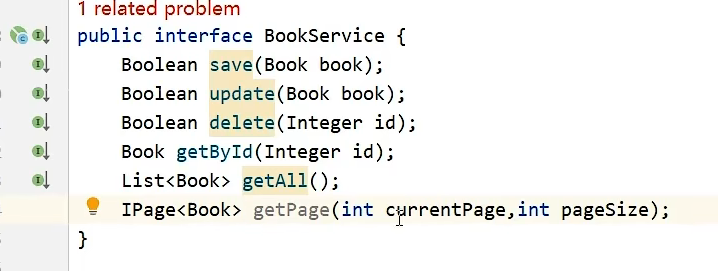 1 related problem
public interface BookService {
Boolean save(Book book);
Boolean update(Book book);
Boolean delete(Integer id);
Book getById(Integer id);
List<Book> getAll();
IPage<Book> getPage(int currentPage,int pageSize);
}